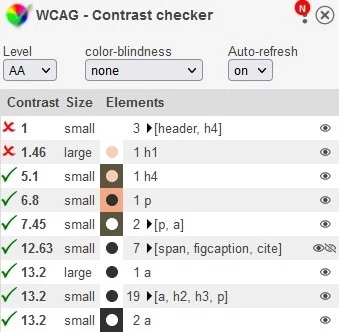 WCAG - Contrast checker
N
Level color-blindness Auto-refresh
AA none on
Contrast Size Elements
1 small 3 [header, h4]
1.46 large 1 h1
5.1 small 1 h4
6.8 small 1 p
7.45 small 2 [p, a]
12.63 small 7 [span, figcaption, cite]
13.2 large 1 a
13.2 small 19 [a, h2, h3, p]
13.2 small 2 a